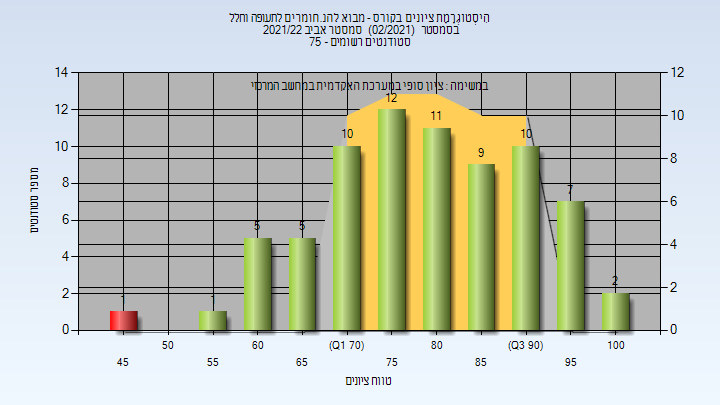 היסטוגרמת ציונים בקורס - מבוא להנ.חומרים לתעופה וחלל
בסמסטר (02/2021) סמסטר אביב 2021/22
סטודנטים רשומים - 75
במשימה : ציון סופי במערכת האקדמית במחשב המרכזי
14 12 10 8 6 4 2 0
מספר סטודנטים
12 10 8 6 4 2 0
1 1 5 5 10 12 11 9 10 7 2
50 60 (Q1 70) 80 (Q3 90) 100
45 55 65 75 85 95
טווח ציונים